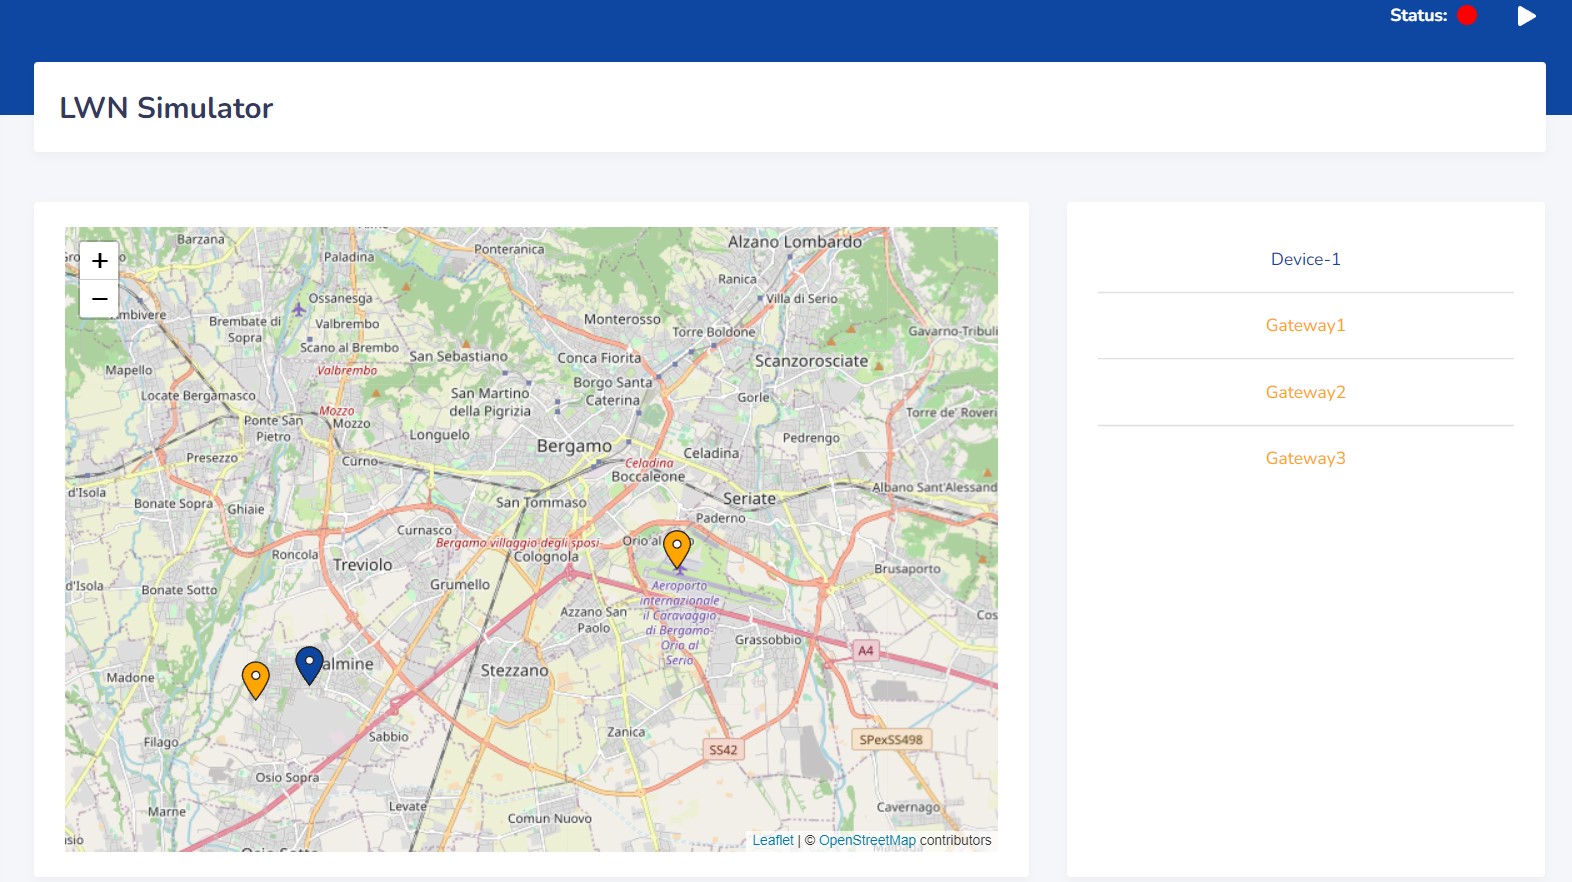 Status:
LWN Simulator
Barzana
Paladina
Ponteranica
Alzano Lombardo
Ranica
Villa di Serio
Ossanesga
Ambivere
Brembate di
Sopra
Valbrembo
Scano al Brembo
Valbrembo
Monterosso
Torre Boldone
Gavarno-Tribuli
San Sebastiano
Conca Fiorita
Scanzorosciate
Mapello
Borgo Santa
Caterina
Locate Bergamasco
San Martino
della Pigrizia
Gorle
Torre de' Roveri
Mozzo
Mozzo
Ponte San
Pietro
Longuelo
Bergamo
Pedrengo
Presezzo
Curno
Celadina
Celadina
Boccaleone
d'Isola
Albano Sant'Alessand
Bonate Sopra
Ghiaie
San Tommaso
Seriate
Paderno
Curnasco
Bergamo villaggio degli sposi
Colognola
Orio al
Roncola
Treviolo
Brusaporto
d'Isola
Bonate Sotto
Grumello
Aeroporto
internazionale
il Caravaggio
di Bergamo-
Orio al
Serio
Azzano San
Paolo
Cos
Grassobbio
A4
almine
Stezzano
Madone
Zanica
Filago
Sabbio
SS42
SPexSS498
Osio Sopra
Marne
Levate
Comun Nuovo
Cavernago
sio
Osio Sotto
Leaflet | © OpenStreetMap contributors
Device-1
Gateway1
Gateway2
Gateway3